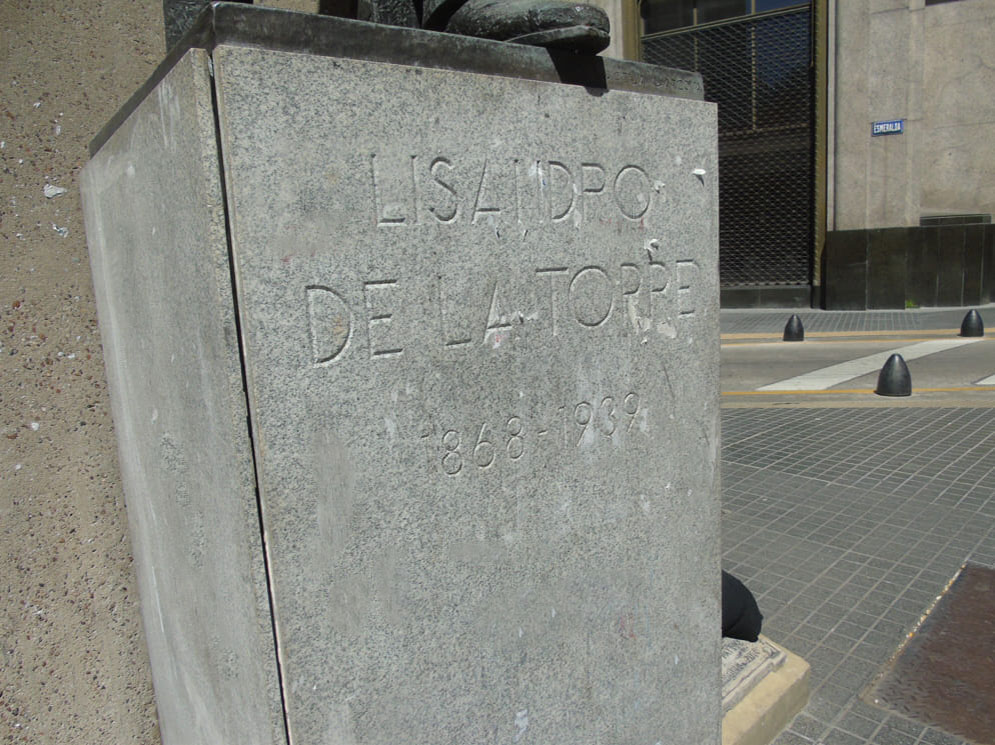 LISANDRO
DE LA TORRE
1868-1939
ESMERALDA